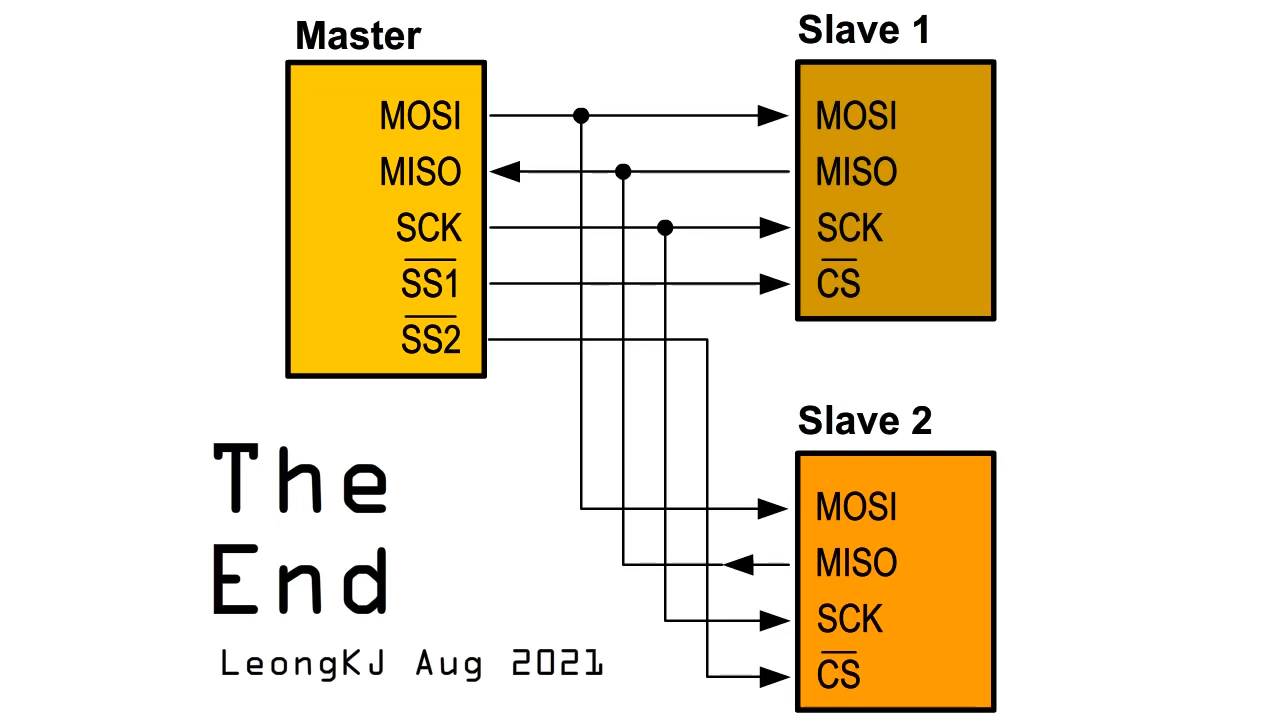 Master
MOSI
MISO
SCK
SS1
SS2
Slave 1
MOSI
MISO
SCK
CS
Slave 2
MOSI
MISO
SCK
CS
The
End
LeongKJ Aug 2021